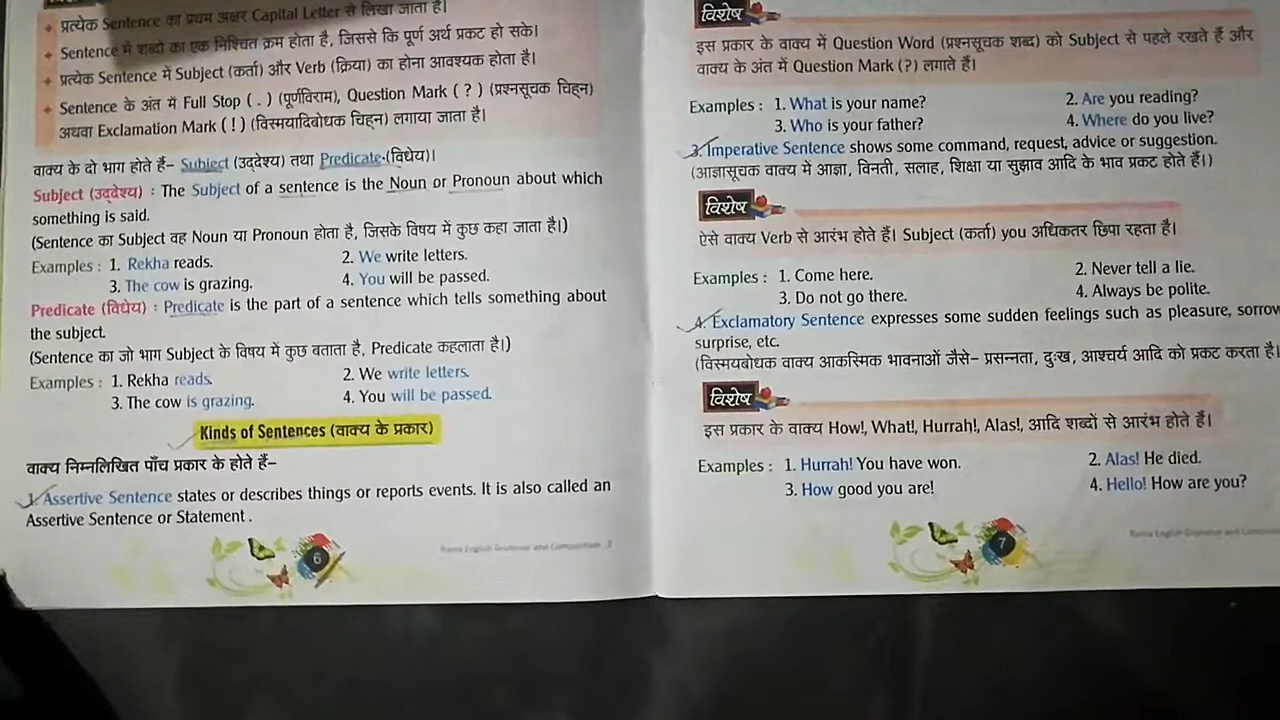 प्रत्येक Sentence का प्रथम अक्षर Capital Letter से लिखा जाता है।
Sentence में शब्दों का एक निश्चित क्रम होता है, जिससे कि पूर्ण अर्थ प्रकट हो सके।
प्रत्येक Sentence में Subject (कर्ता) और Verb (क्रिया) का होना आवश्यक होता है।
Sentence के अंत में Full Stop ( . ) (पूर्णविराम), Question Mark ( ? ) (प्रश्नसूचक चिह्न)
अथवा Exclamation Mark ( ! ) (विस्मयादिबोधक चिह्न) लगाया जाता है।
वाक्य के दो भाग होते हैं– Subject (उद्देश्य) तथा Predicate (विधेय)।
Subject (उद्देश्य) : The Subject of a sentence is the Noun or Pronoun about which
something is said.
(Sentence का Subject वह Noun या Pronoun होता है, जिसके विषय में कुछ कहा जाता है।)
Examples : 1. Rekha reads. 2. We write letters.
3. The cow is grazing. 4. You will be passed.
Predicate (विधेय) : Predicate is the part of a sentence which tells something about
the subject.
(Sentence का जो भाग Subject के विषय में कुछ बताता है, Predicate कहलाता है।)
Examples : 1. Rekha reads. 2. We write letters.
3. The cow is grazing. 4. You will be passed.
Kinds of Sentences (वाक्य के प्रकार)
वाक्य निम्नलिखित पाँच प्रकार के होते हैं–
1. Assertive Sentence states or describes things or reports events. It is also called an
Assertive Sentence or Statement .
6
Rama English Grammar and Composition - 3
विशेष
इस प्रकार के वाक्य में Question Word (प्रश्नसूचक शब्द) को Subject से पहले रखते हैं और
वाक्य के अंत में Question Mark (?) लगाते हैं।
Examples : 1. What is your name? 2. Are you reading?
3. Who is your father? 4. Where do you live?
3. Imperative Sentence shows some command, request, advice or suggestion.
(आज्ञासूचक वाक्य में आज्ञा, विनती, सलाह, शिक्षा या सुझाव आदि के भाव प्रकट होते हैं।)
विशेष
ऐसे वाक्य Verb से आरंभ होते हैं। Subject (कर्ता) you अधिकतर छिपा रहता है।
Examples : 1. Come here. 2. Never tell a lie.
3. Do not go there. 4. Always be polite.
4. Exclamatory Sentence expresses some sudden feelings such as pleasure, sorrow
surprise, etc.
(विस्मयबोधक वाक्य आकस्मिक भावनाओं जैसे– प्रसन्नता, दुःख, आश्चर्य आदि को प्रकट करता है।
विशेष
इस प्रकार के वाक्य How!, What!, Hurrah!, Alas!, आदि शब्दों से आरंभ होते हैं।
Examples : 1. Hurrah! You have won. 2. Alas! He died.
3. How good you are! 4. Hello! How are you?
7
English Grammar and